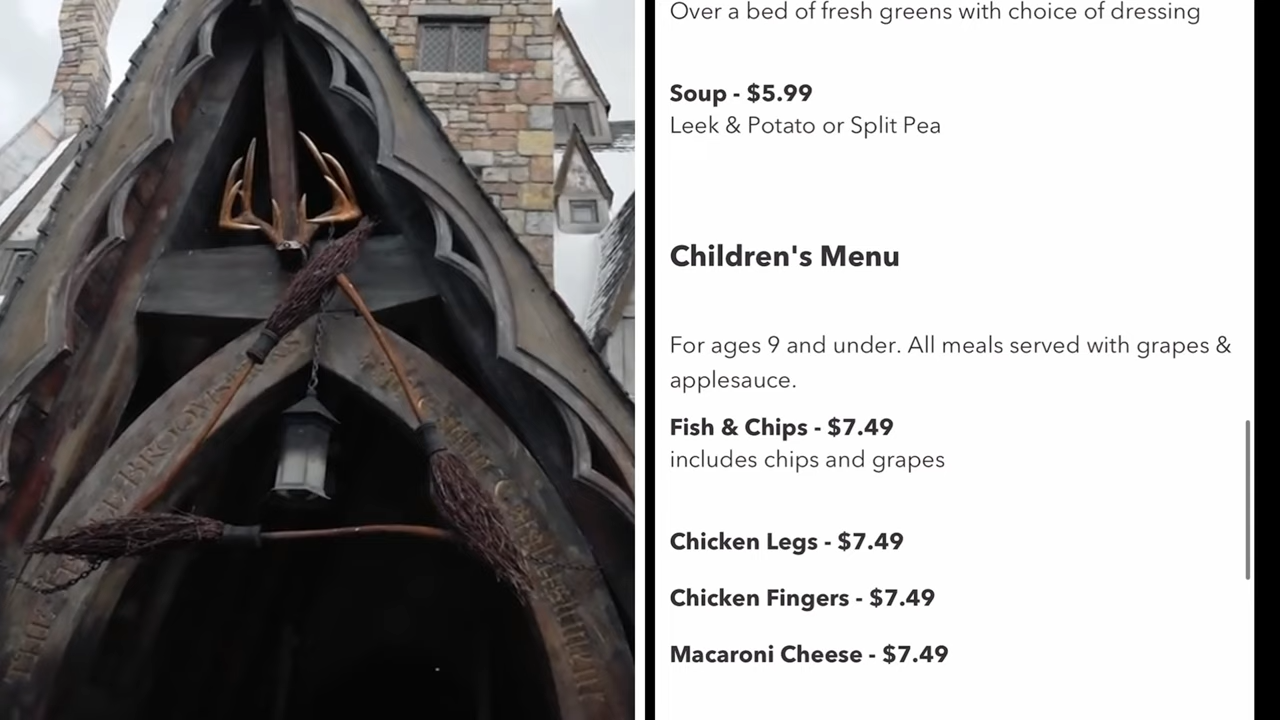 Over a bed of fresh greens with choice of dressing
Soup - $5.99
Leek & Potato or Split Pea
Children's Menu
For ages 9 and under. All meals served with grapes &
applesauce.
Fish & Chips - $7.49
includes chips and grapes
Chicken Legs - $7.49
Chicken Fingers - $7.49
Macaroni Cheese - $7.49